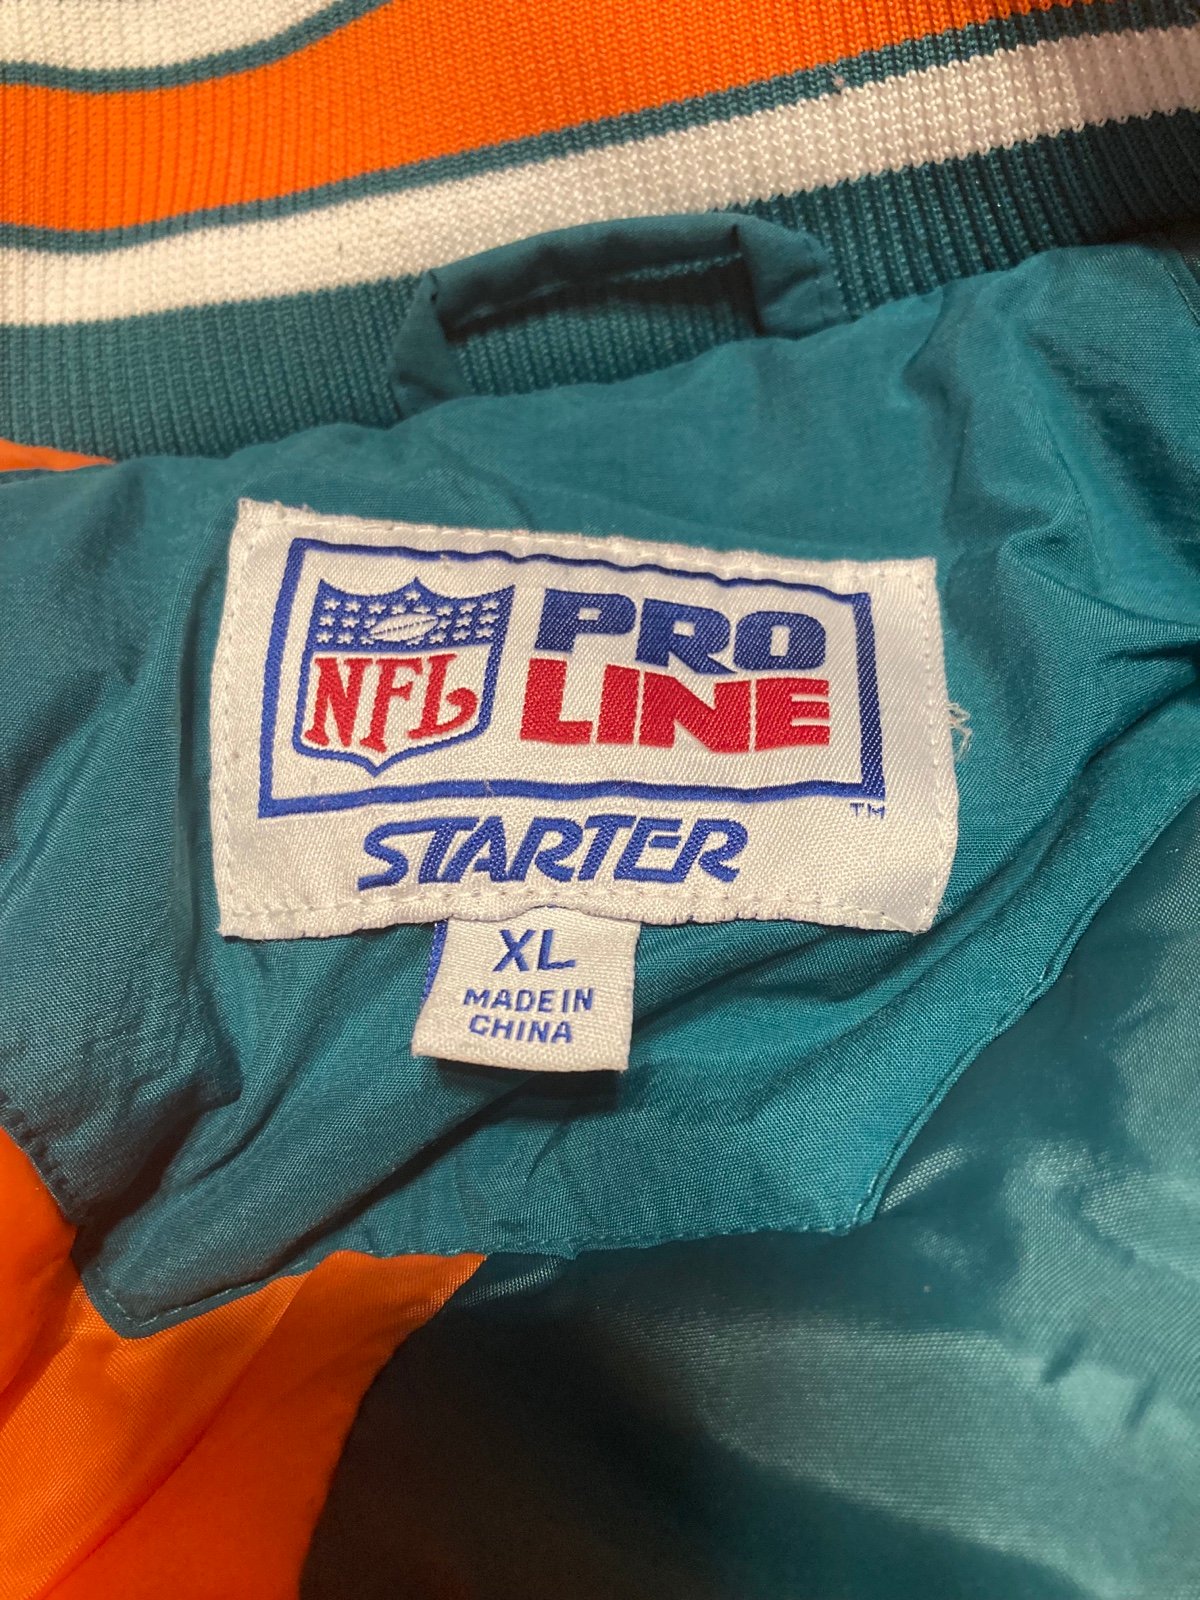 NFL
PRO
LINE
TM
STARTER
XL
MADE IN
CHINA